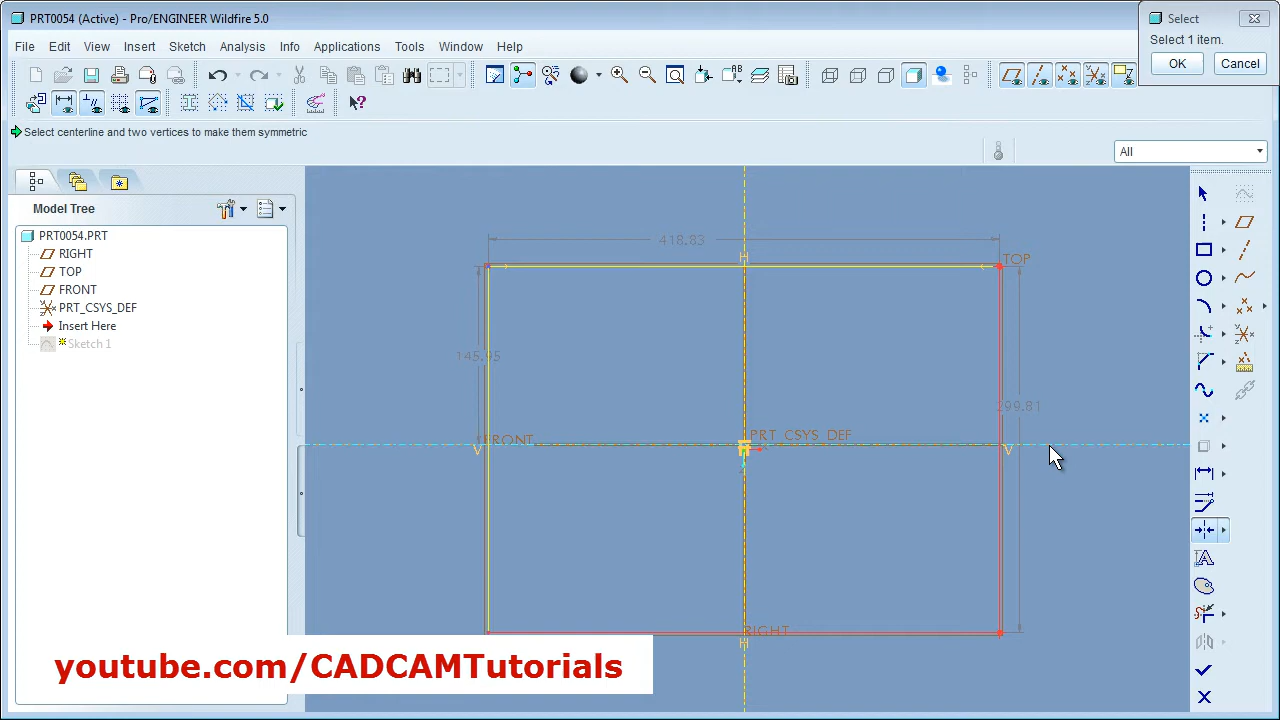 PRT0054 (Active) - Pro/ENGINEER Wildfire 5.0
Select
File Edit View Insert Sketch Analysis Info Applications Tools Window Help
Select 1 item.
OK Cancel
Select centerline and two vertices to make them symmetric
All
Model Tree
PRT0054.PRT
RIGHT
TOP
FRONT
PRT_CSYS_DEF
Insert Here
Sketch 1
418.83
H
TOP
145.95
299.81
FRONT
PRT_CSYS_DEF
V
V
RIGHT
H
youtube.com/CADCAMTutorials